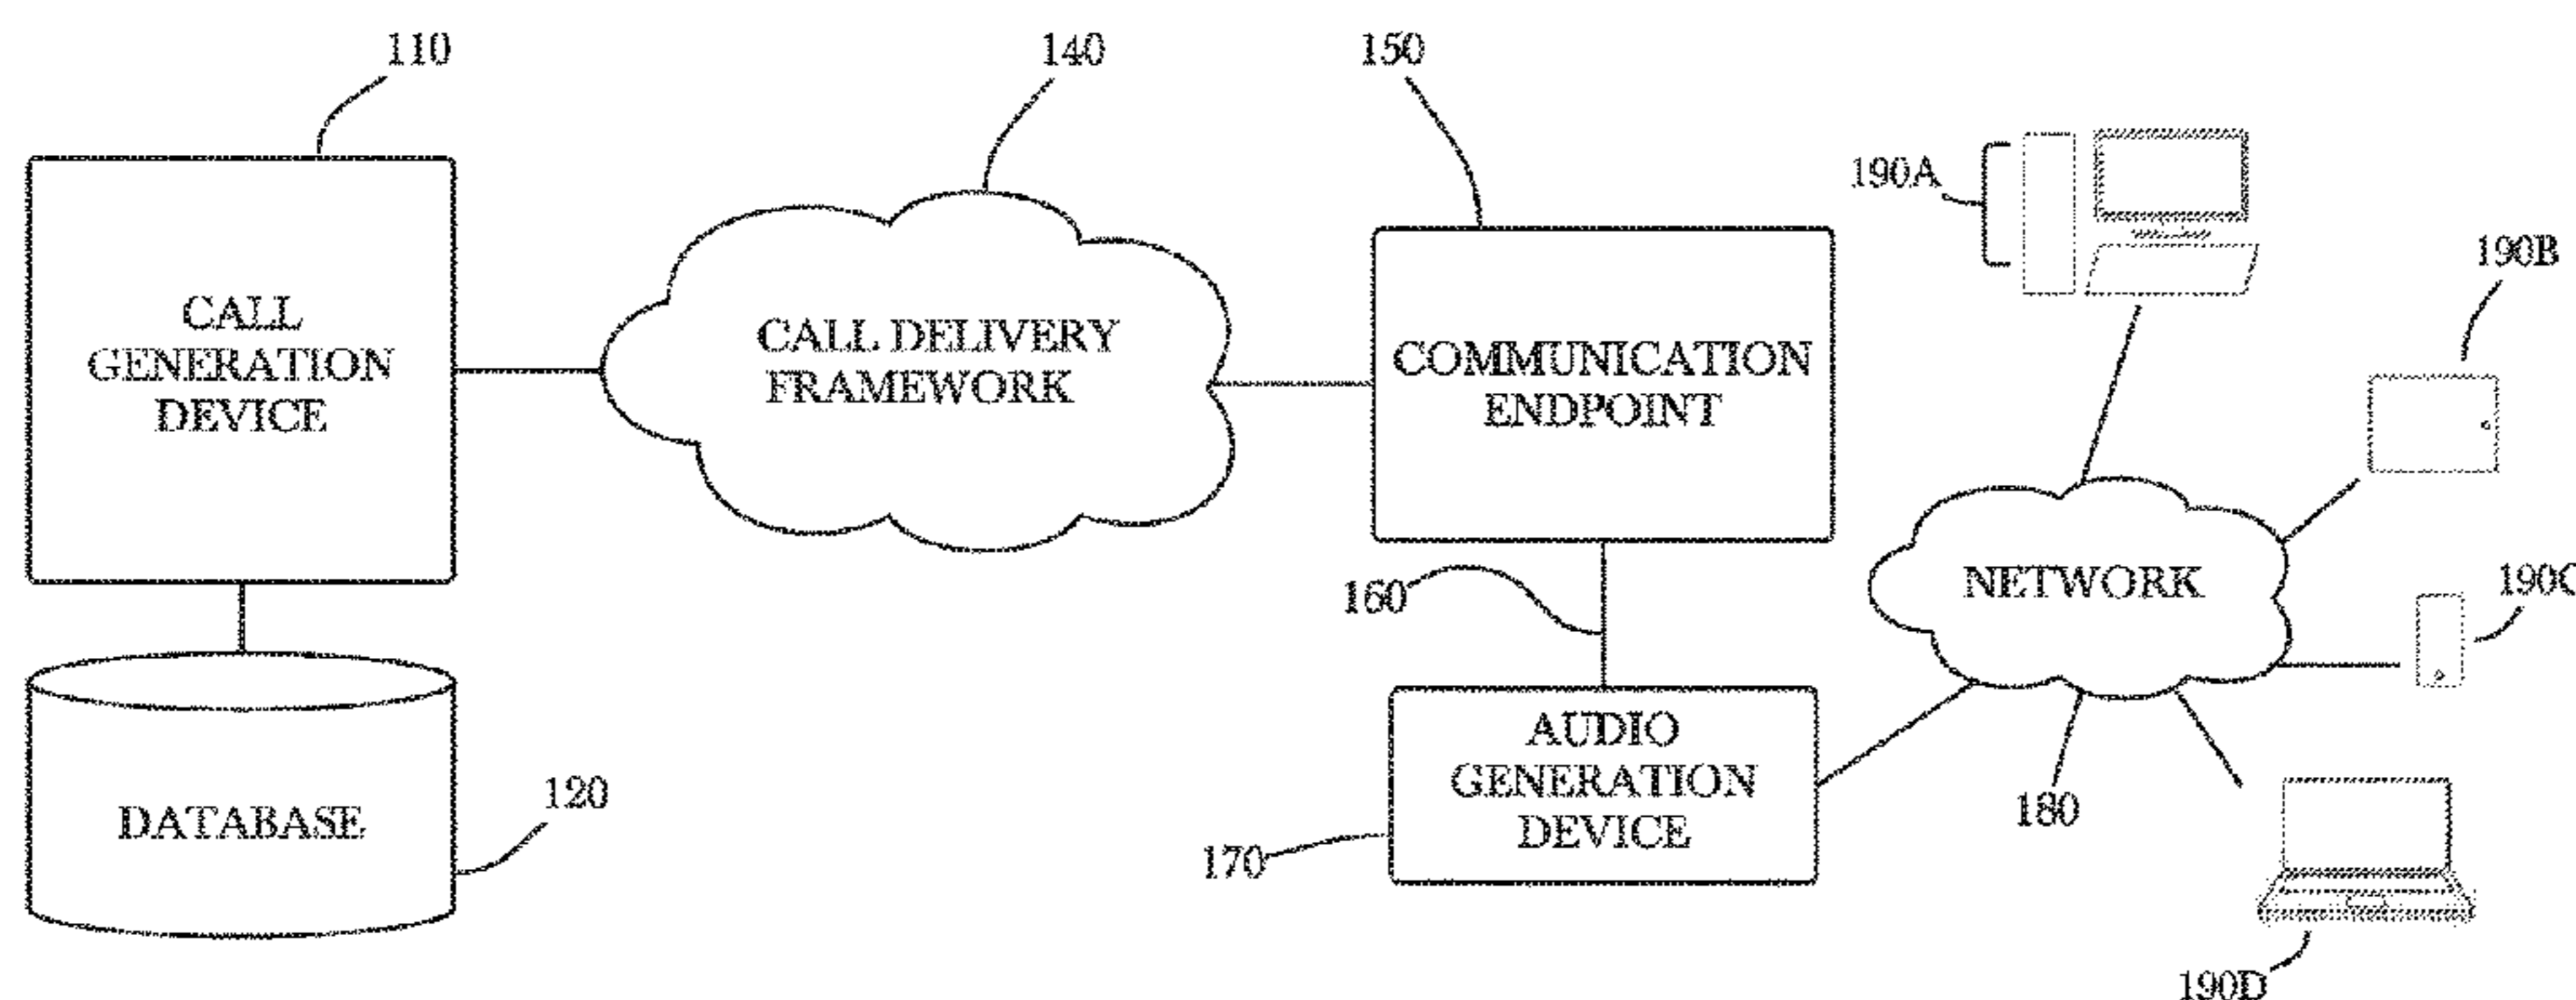 110
140
150
CALL
GENERATION
DEVICE
CALL DELIVERY
FRAMEWORK
COMMUNICATION
ENDPOINT
190A
190B
160
NETWORK
190C
DATABASE
120
AUDIO
GENERATION
DEVICE
170
180
190D